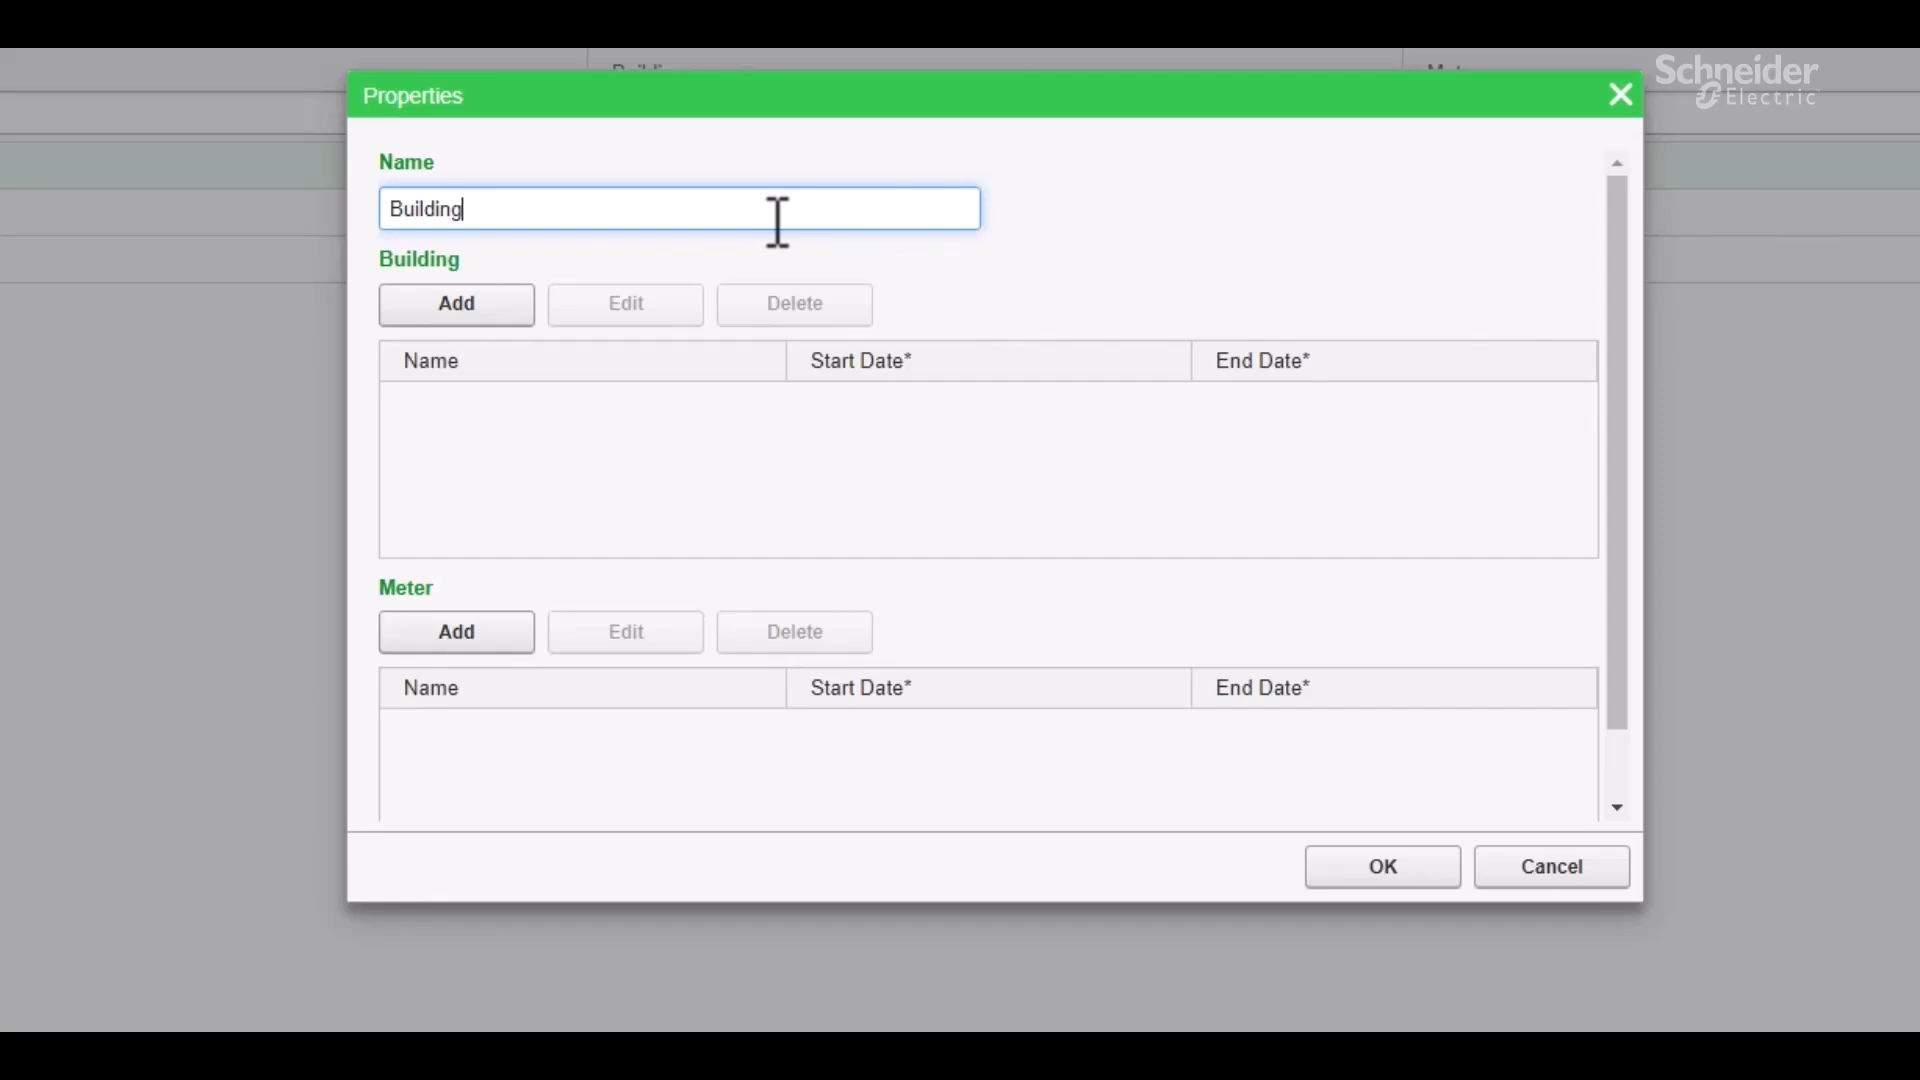 Schneider
Electric
Properties
Name
Building
Building
Add Edit Delete
Name Start Date* End Date*
Meter
Add Edit Delete
Name Start Date* End Date*
OK Cancel